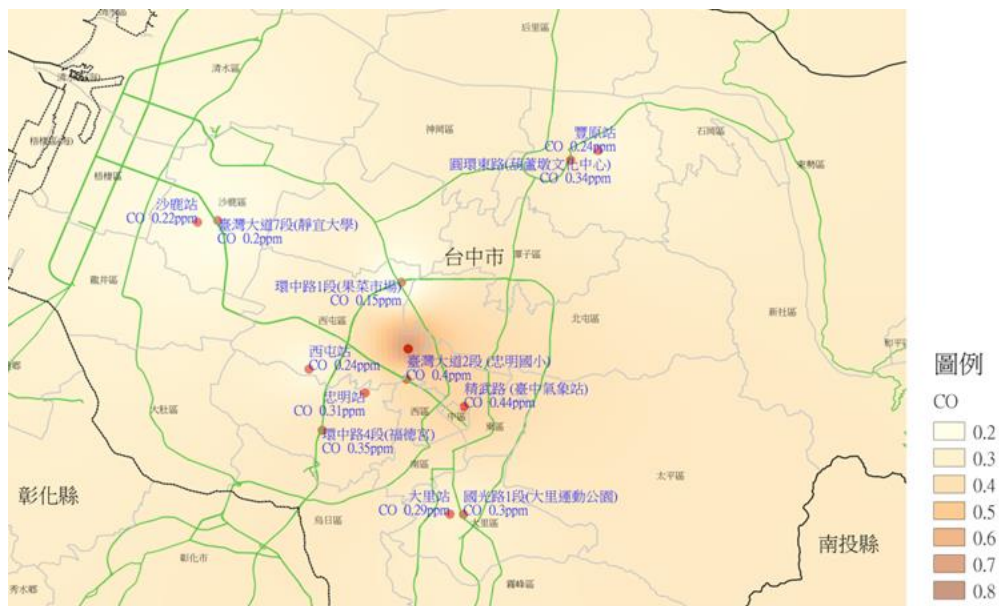 后里區
清水區
神岡區
石岡區
東勢區
豐原站
CO 0.24ppm
圓環東路(葫蘆墩文化中心)
CO 0.34ppm
梧棲區
沙鹿區
沙鹿站
CO 0.22ppm
臺灣大道7段(靜宜大學)
CO 0.2ppm
台中市
潭子區
龍井區
環中路1段(果菜市場)
CO 0.15ppm
西屯區
北屯區
新社區
西屯站
CO 0.24ppm
臺灣大道2段 (忠明國小)
CO 0.4ppm
忠明站
CO 0.31ppm
精武路 (臺中氣象站)
CO 0.44ppm
大肚區
西區
中區
東區
環中路4段(福德宮)
CO 0.35ppm
南區
太平區
彰化縣
大里站
CO 0.29ppm
國光路1段(大里運動公園)
CO 0.3ppm
烏日區
大里區
南投縣
彰化市
霧峰區
秀水鄉
圖例
CO
0.2
0.3
0.4
0.5
0.6
0.7
0.8